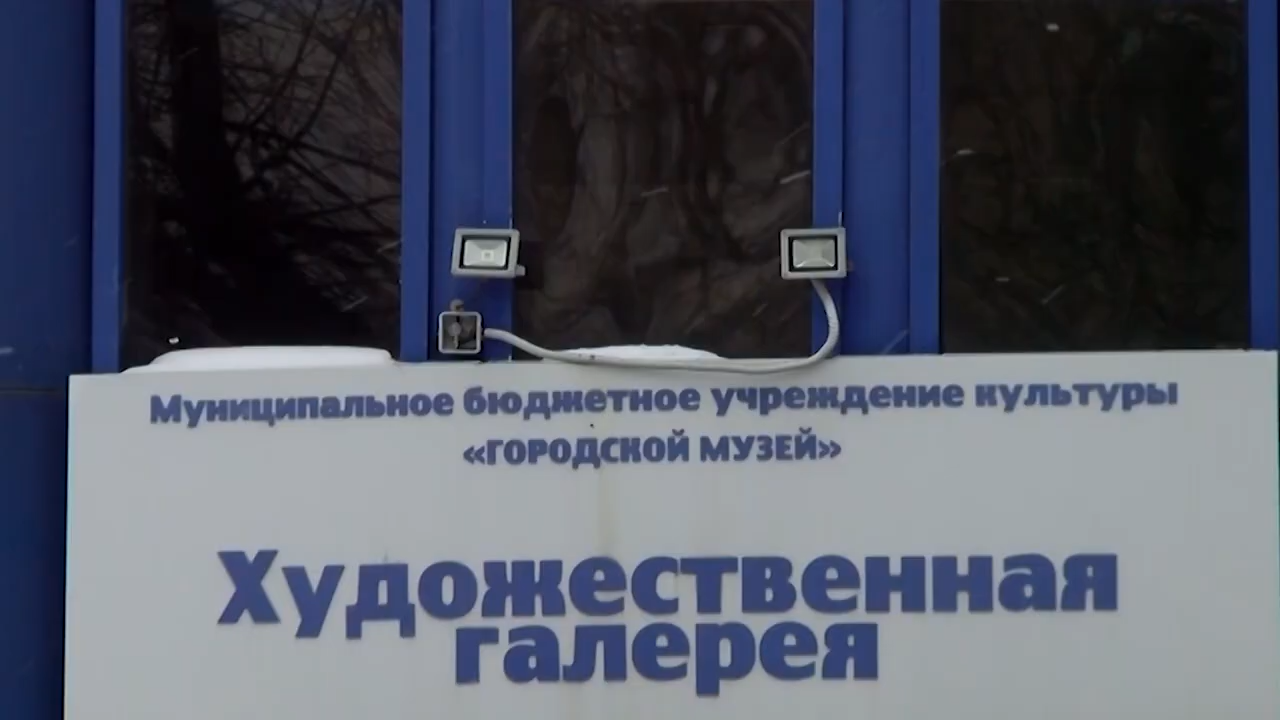 Муниципальное бюджетное учреждение культуры
«ГОРОДСКОЙ МУЗЕЙ»
Художественная
галерея